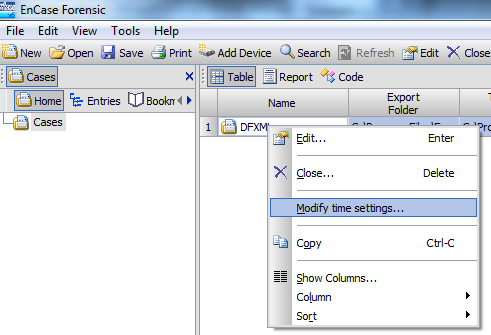 EnCase Forensic
File Edit View Tools Help
New Open Save Print Add Device Search Refresh Edit Close
Cases
Table Report Code
Home Entries
Name Export Folder
Cases
1
Edit... Enter
Close... Delete
Modify time settings...
Copy Ctrl-C
Show Columns...
Column
Sort